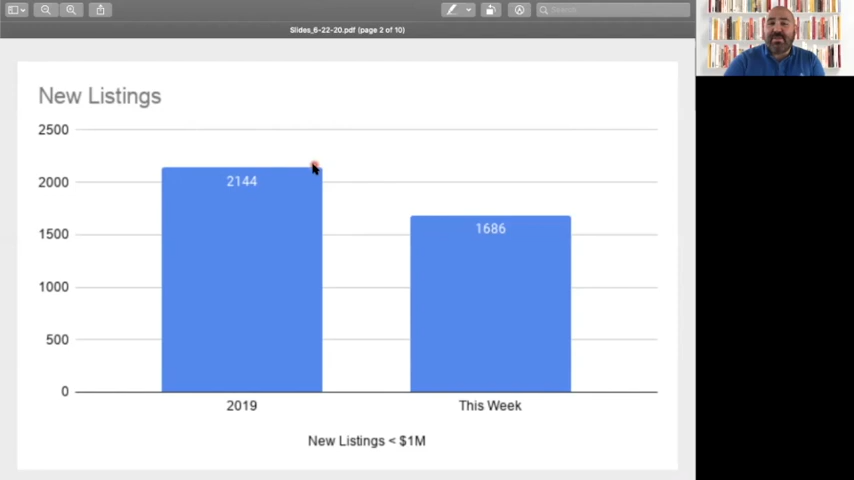 Search
Slides_6-22-20.pdf (page 2 of 10)
New Listings
2500
2000
1500
1000
500
0
2144
1686
2019
This Week
New Listings < $1M